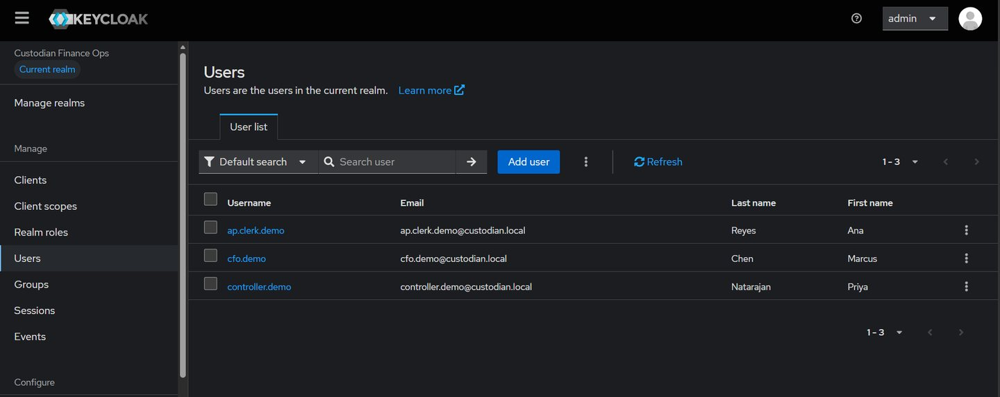 KEYCLOAK
admin
Custodian Finance Ops
Current realm
Manage realms
Manage
Clients
Client scopes
Realm roles
Users
Groups
Sessions
Events
Configure
Users
Users are the users in the current realm. Learn more
User list
Default search Search user Add user Refresh 1 - 3
Username Email Last name First name
ap.clerk.demo ap.clerk.demo@custodian.local Reyes Ana
cfo.demo cfo.demo@custodian.local Chen Marcus
controller.demo controller.demo@custodian.local Natarajan Priya
1 - 3